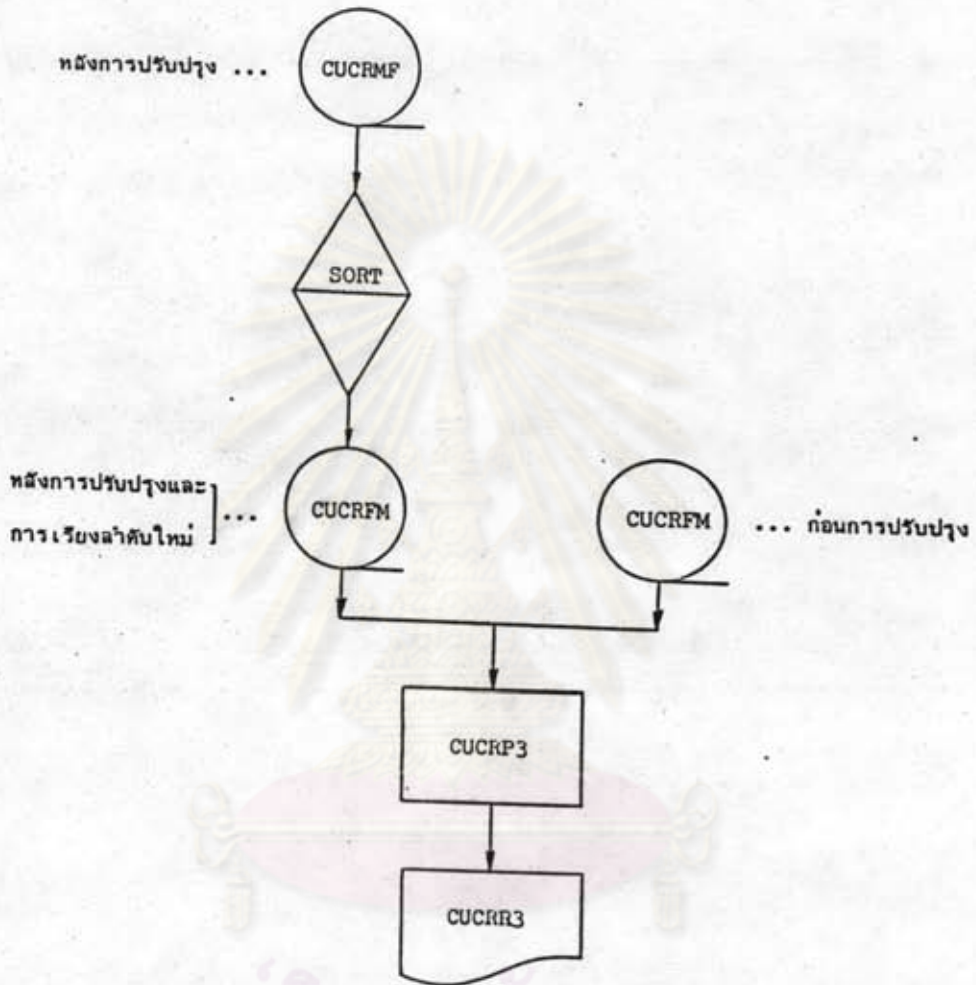 หลังการปรับปรุง ... CUCRMF
SORT
หลังการปรับปรุงและ
การเรียงลำดับใหม่ ... CUCRFM
CUCRFM ... ก่อนการปรับปรุง
CUCRP3
CUCRR3